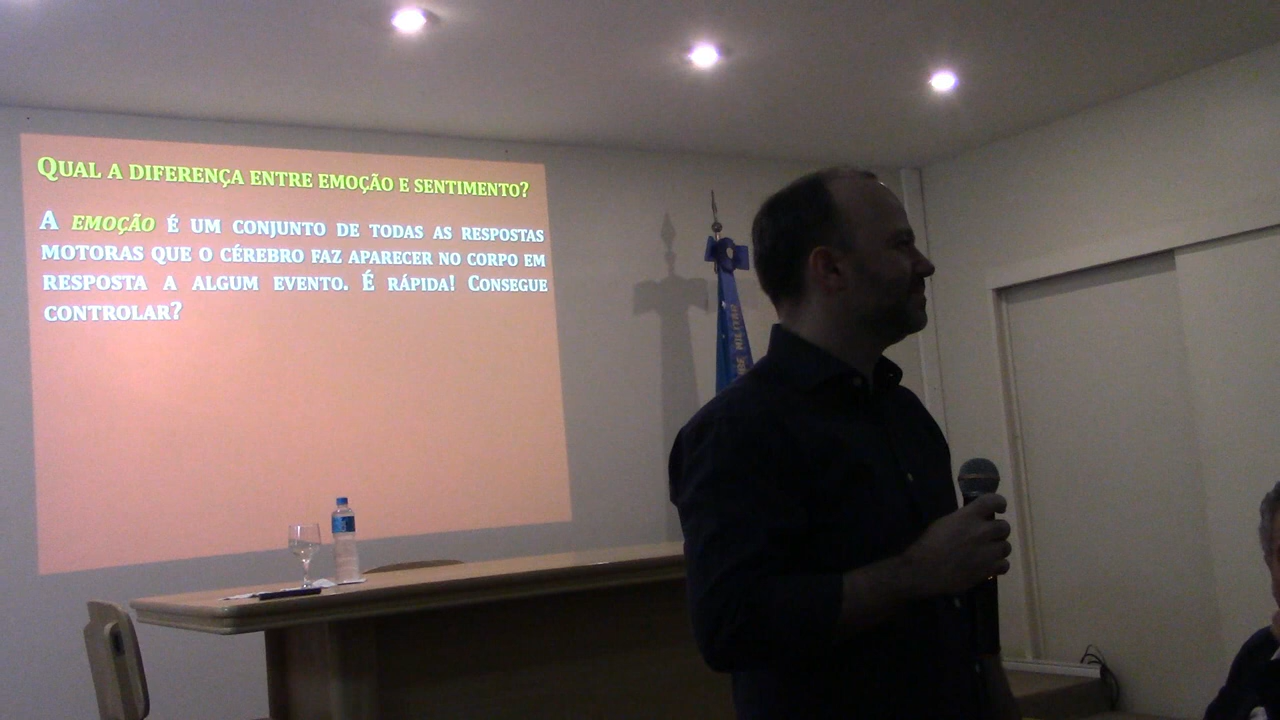 QUAL A DIFERENÇA ENTRE EMOÇÃO E SENTIMENTO?
A EMOÇÃO É UM CONJUNTO DE TODAS AS RESPOSTAS
MOTORAS QUE O CÉREBRO FAZ APARECER NO CORPO EM
RESPOSTA A ALGUM EVENTO. É RÁPIDA! CONSEGUE
CONTROLAR?
MILITAR